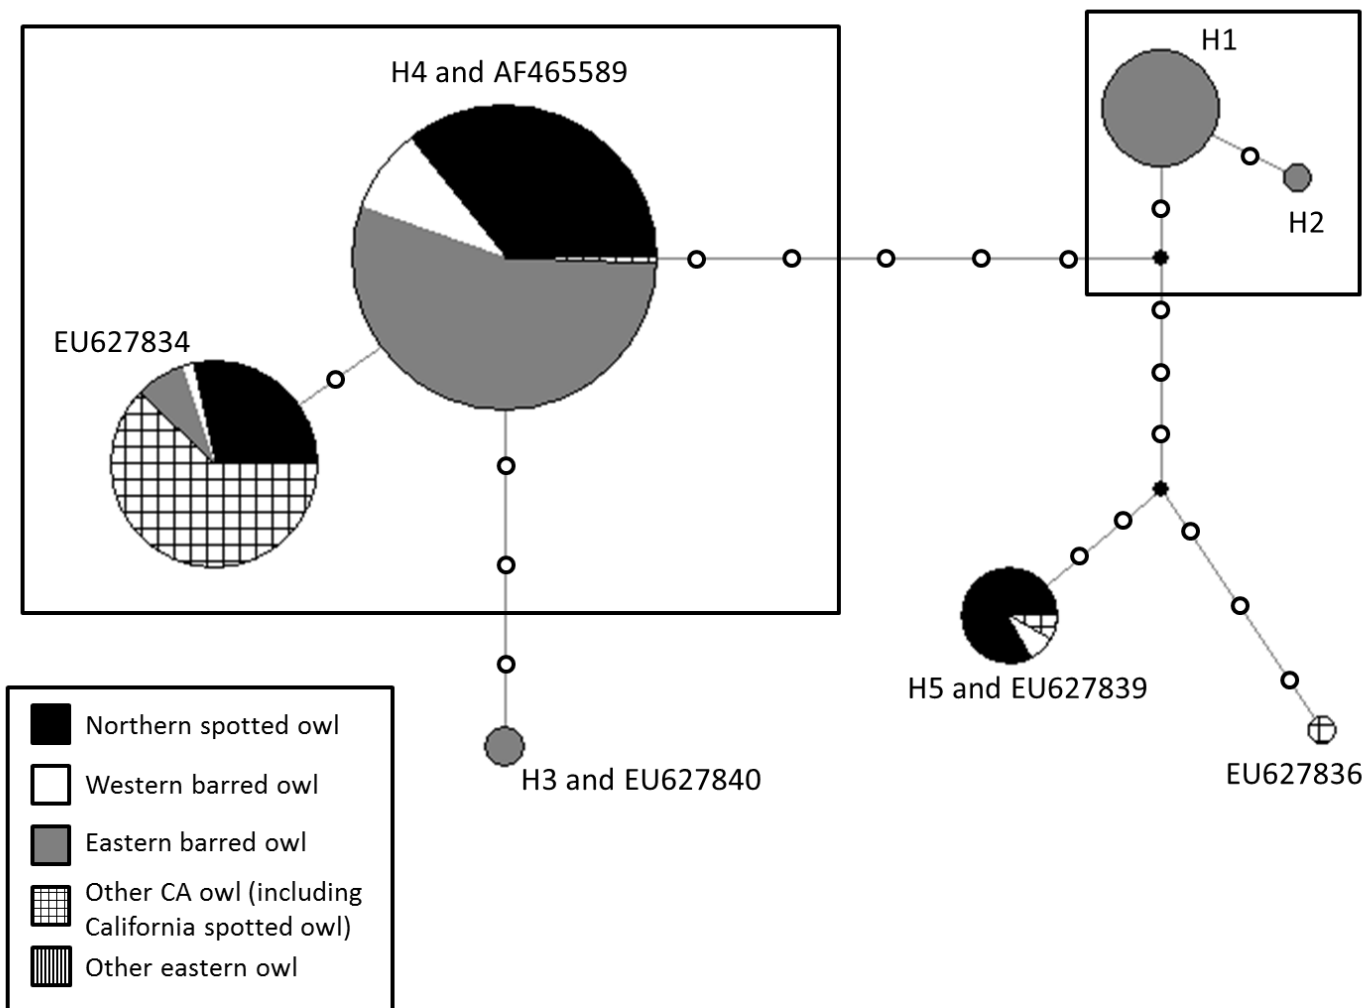 H1
H4 and AF465589
H2
EU627834
H5 and EU627839
EU627836
H3 and EU627840
Northern spotted owl
Western barred owl
Eastern barred owl
Other CA owl (including
California spotted owl)
Other eastern owl